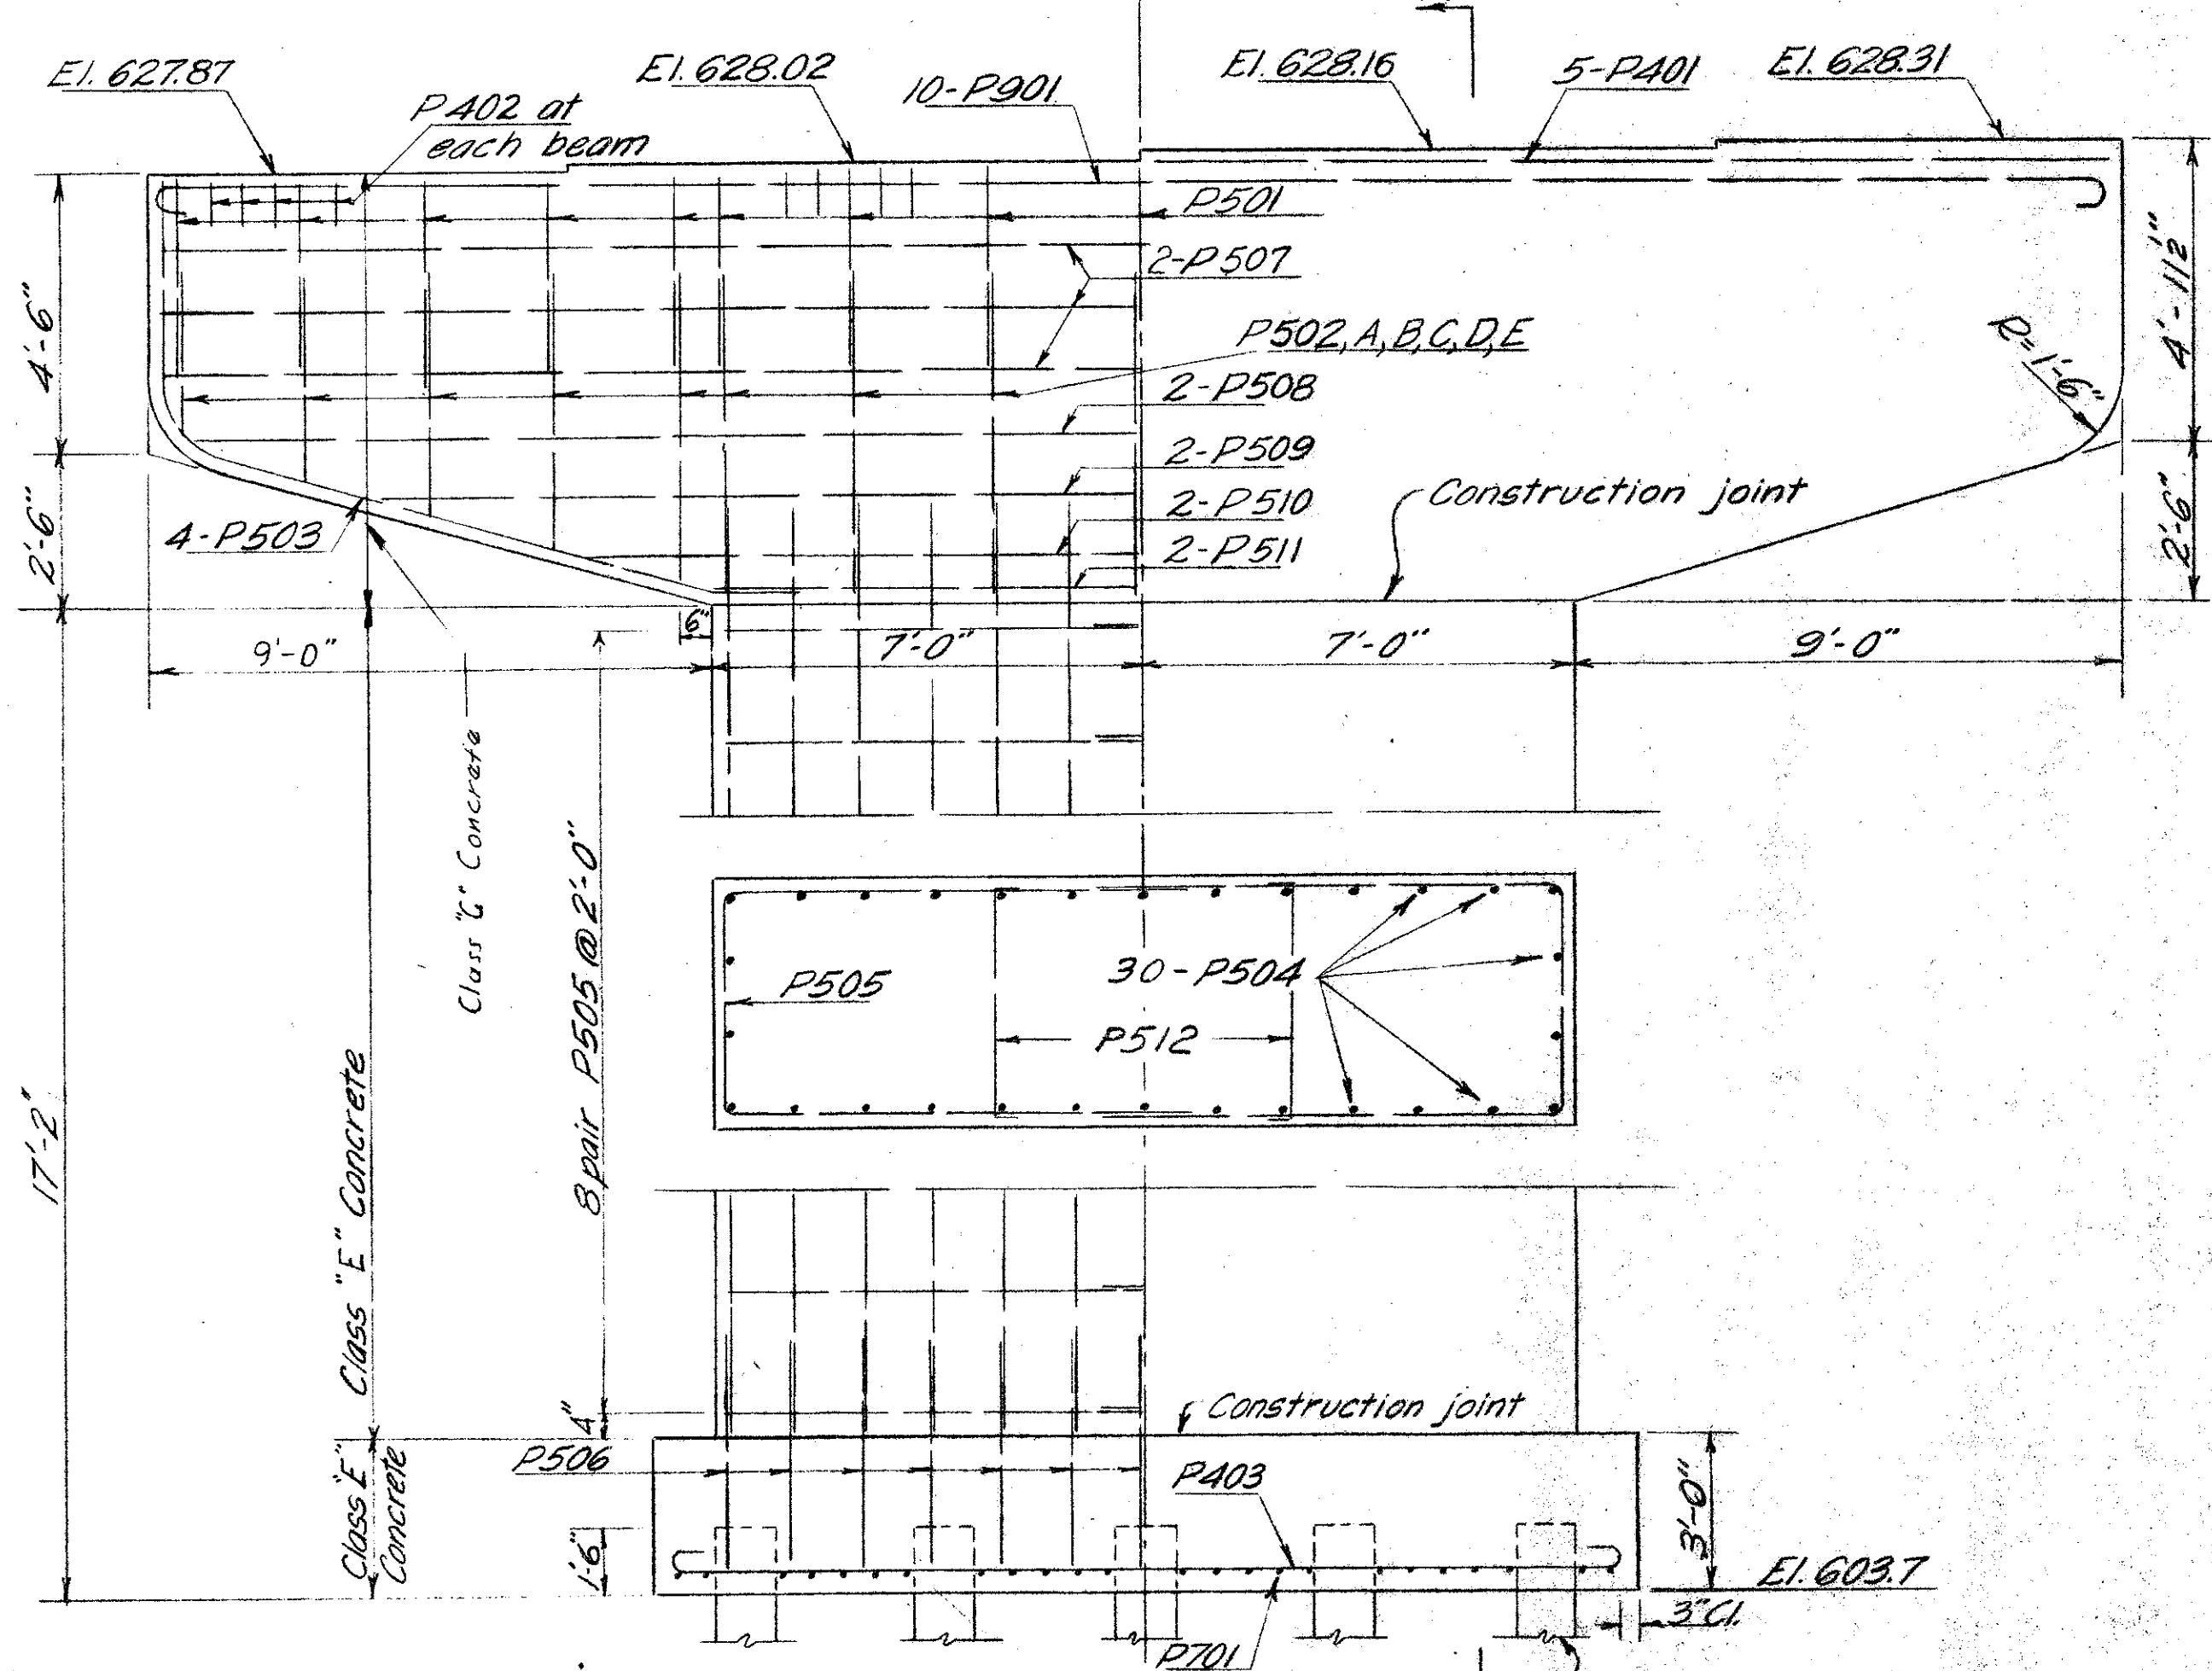 El. 627.87
El. 628.02
10-P901
El. 628.16
5-P401
El. 628.31
P402 at
each beam
P501
2-P507
4'-6"
4'-11½"
P502, A, B, C, D, E
R=1'-6"
2-P508
2-P509
2-P510
2-P511
Construction joint
4-P503
2'-6"
2'-6"
6"
9'-0"
7'-0"
7'-0"
9'-0"
Class "C" Concrete
8 pair P505 @ 2'-0"
P505
30-P504
P512
17'-2"
Class "E" Concrete
4"
Construction joint
P506
Class "E"
Concrete
P403
3'-0"
1'-6"
El. 603.7
3" Cl.
P701